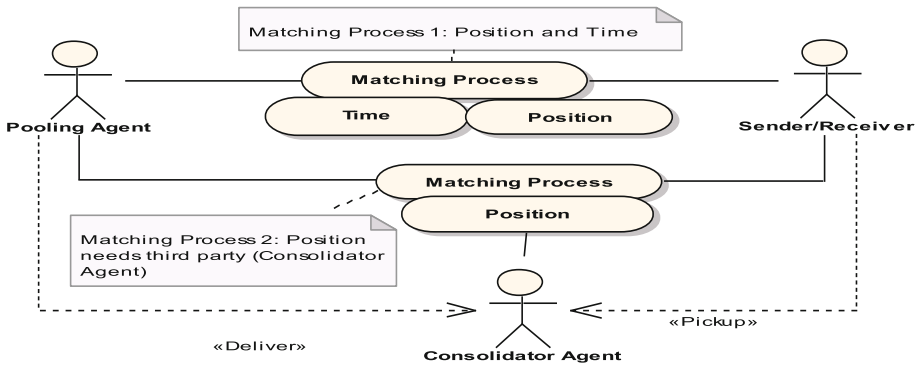 Matching Process 1: Position and Time
Matching Process
Time
Position
Pooling Agent
Sender/Receiver
Matching Process
Position
Matching Process 2: Position
needs third party (Consolidator
Agent)
«Pickup»
«Deliver»
Consolidator Agent